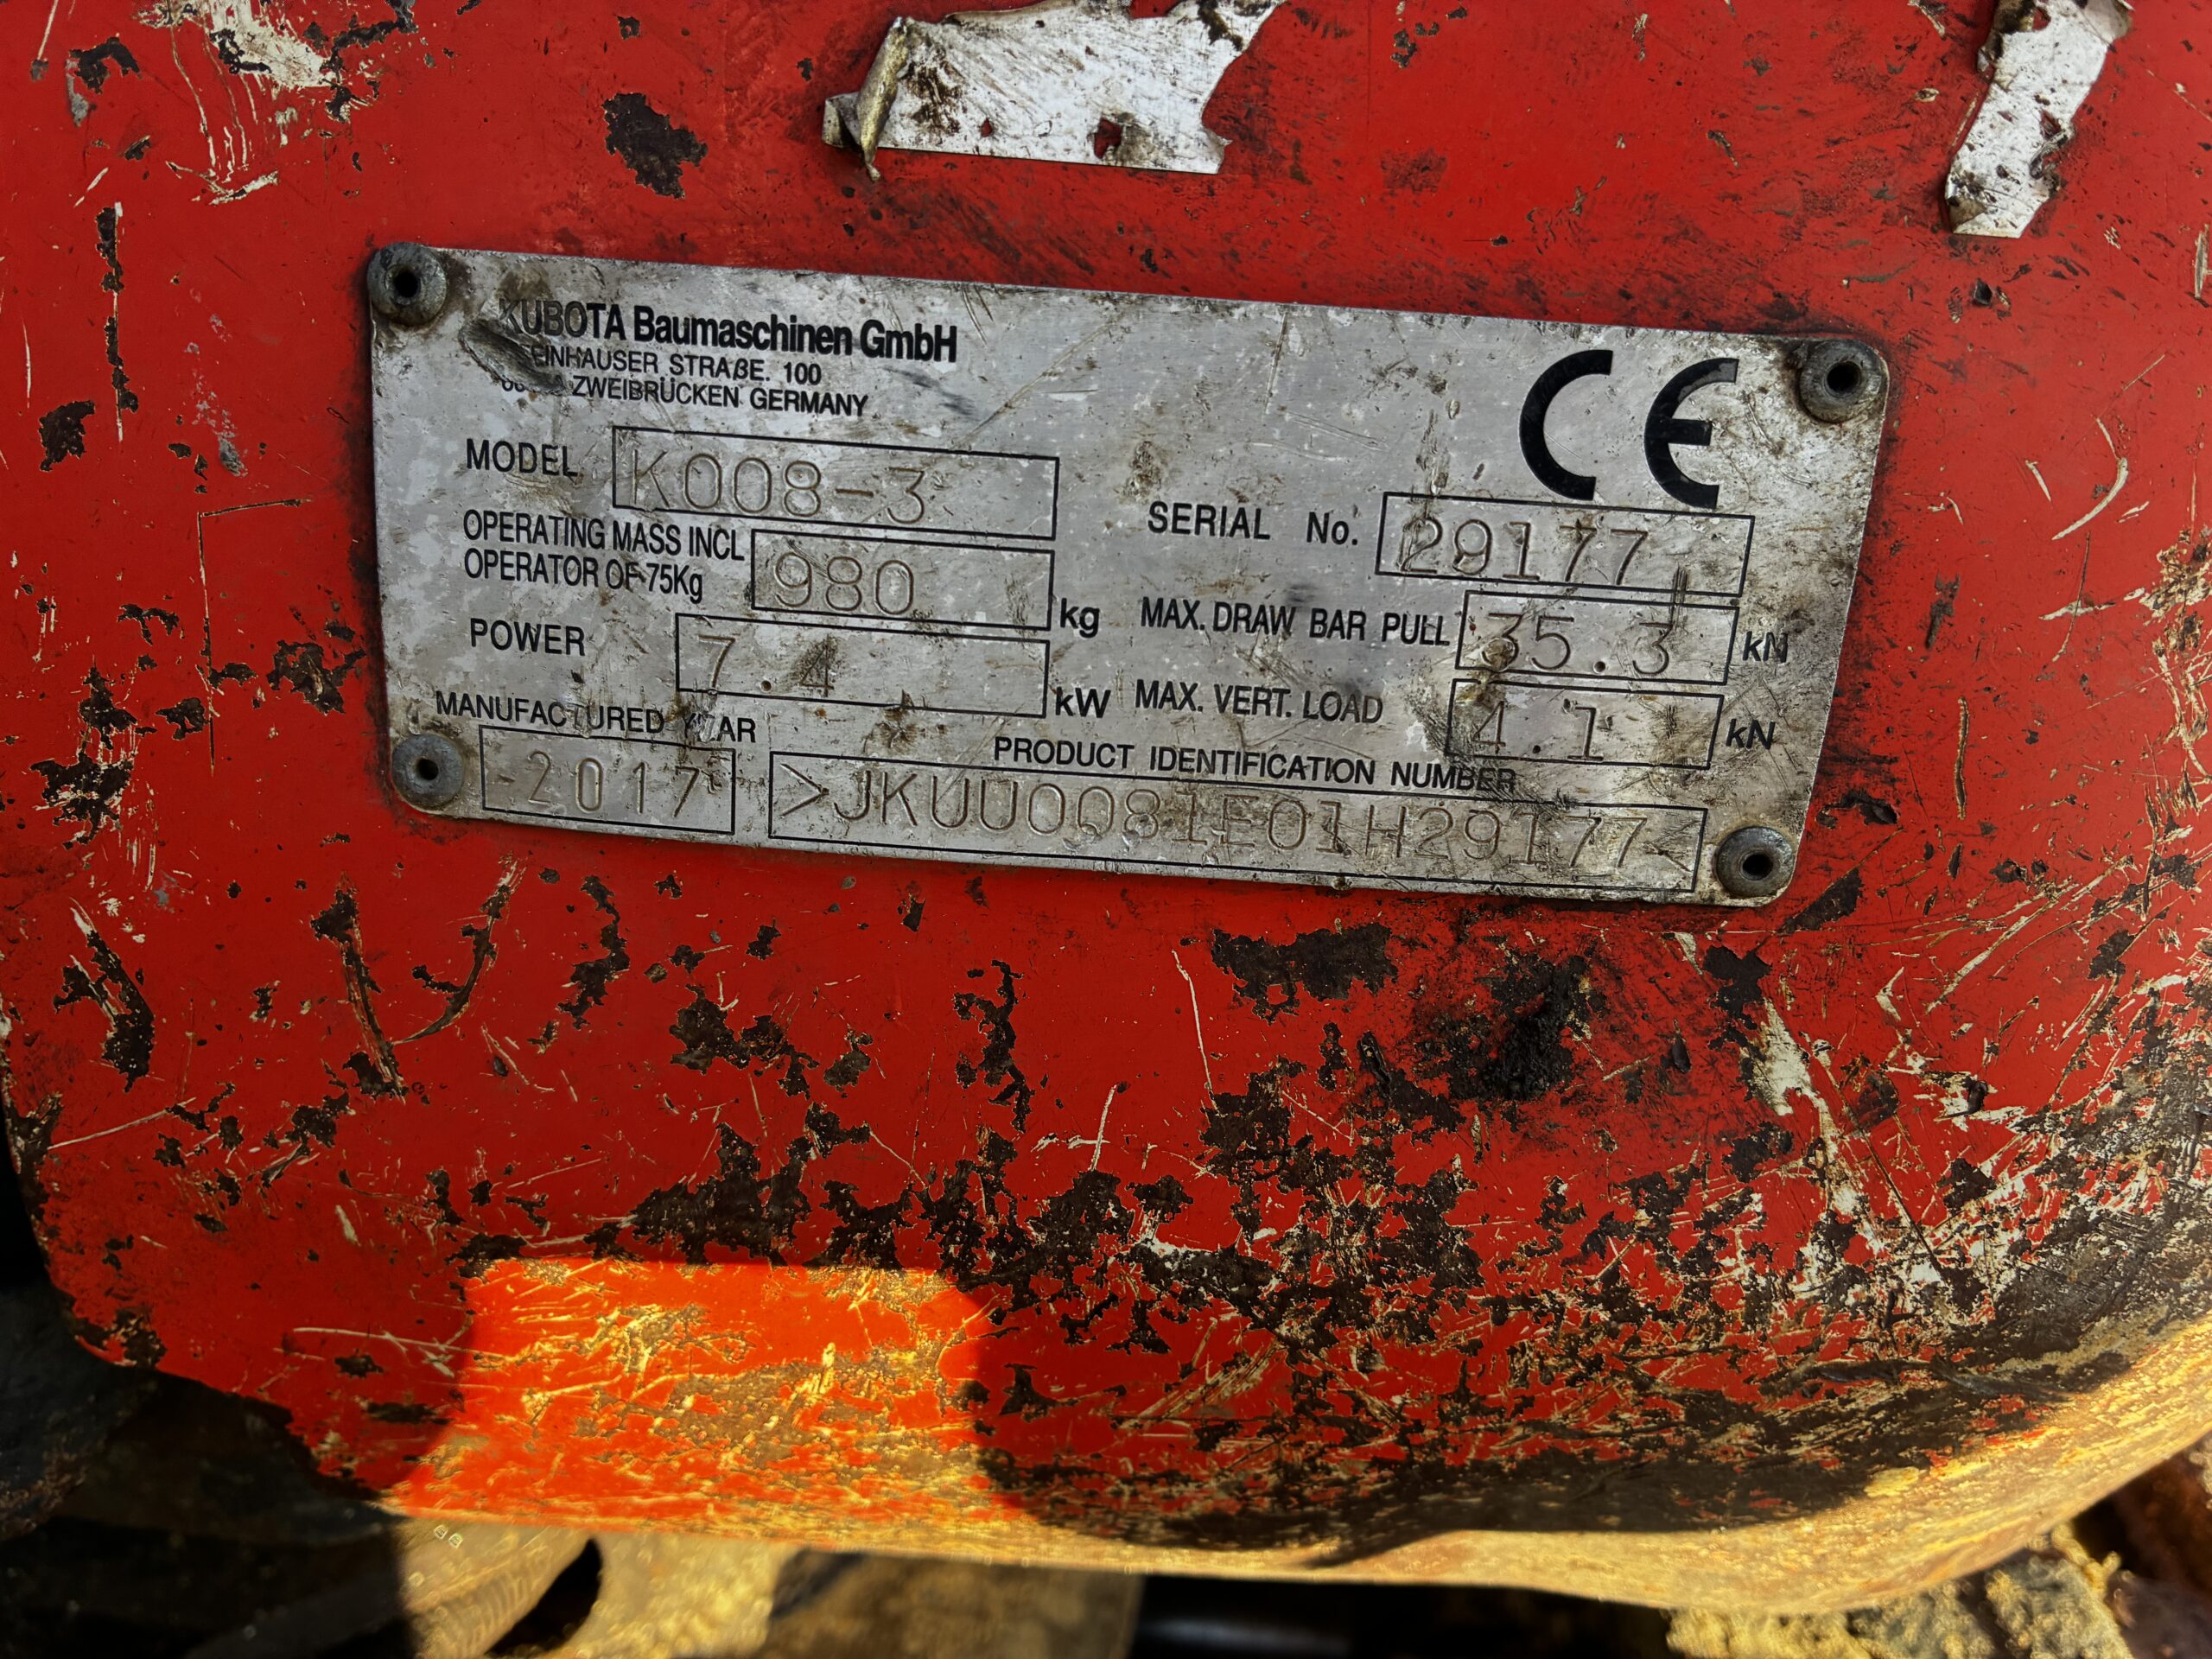 KUBOTA Baumaschinen GmbH
STRAßE. 100
ZWEIBRÜCKEN GERMANY
CE
MODEL K008-3
SERIAL No. 29177
OPERATING MASS INCL
OPERATOR OF 75Kg 980 kg
MAX. DRAW BAR PULL 35.3 kN
POWER 7.4 kW
MAX. VERT. LOAD 4.1 kN
MANUFACTURED YEAR
-2017-
PRODUCT IDENTIFICATION NUMBER
>JKUU0081E01H29177<